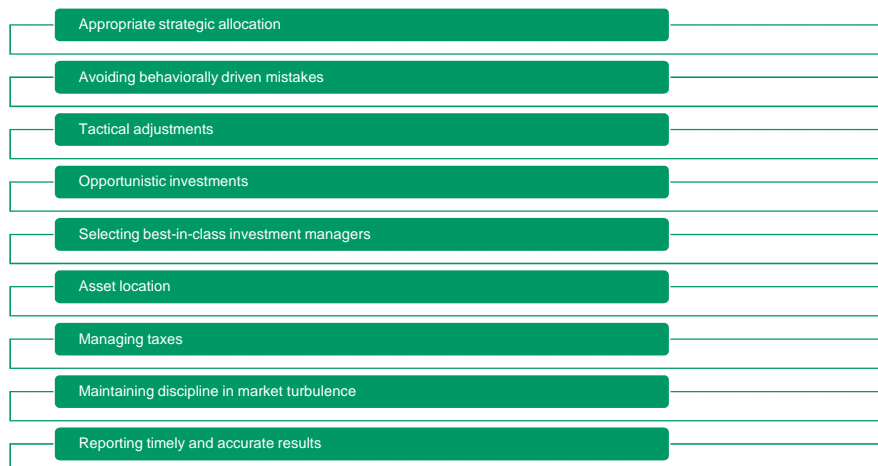 Appropriate strategic allocation
Avoiding behaviorally driven mistakes
Tactical adjustments
Opportunistic investments
Selecting best-in-class investment managers
Asset location
Managing taxes
Maintaining discipline in market turbulence
Reporting timely and accurate results